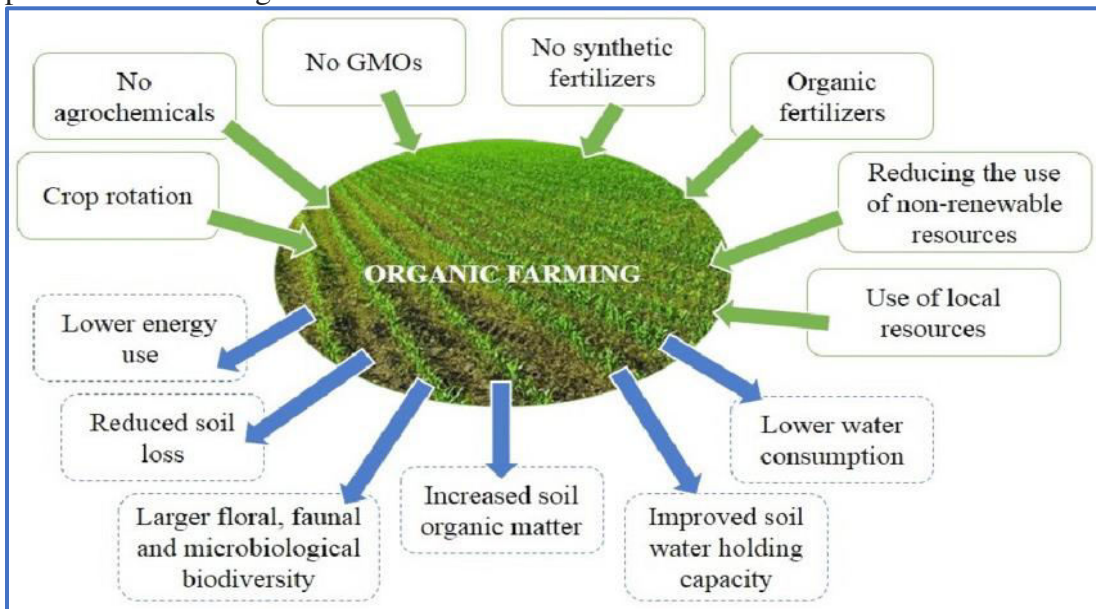 No GMOs
No synthetic
fertilizers
No
agrochemicals
Organic
fertilizers
Crop rotation
Reducing the use
of non-renewable
resources
ORGANIC FARMING
Use of local
resources
Lower energy
use
Reduced soil
loss
Larger floral, faunal
and microbiological
biodiversity
Increased soil
organic matter
Improved soil
water holding
capacity
Lower water
consumption